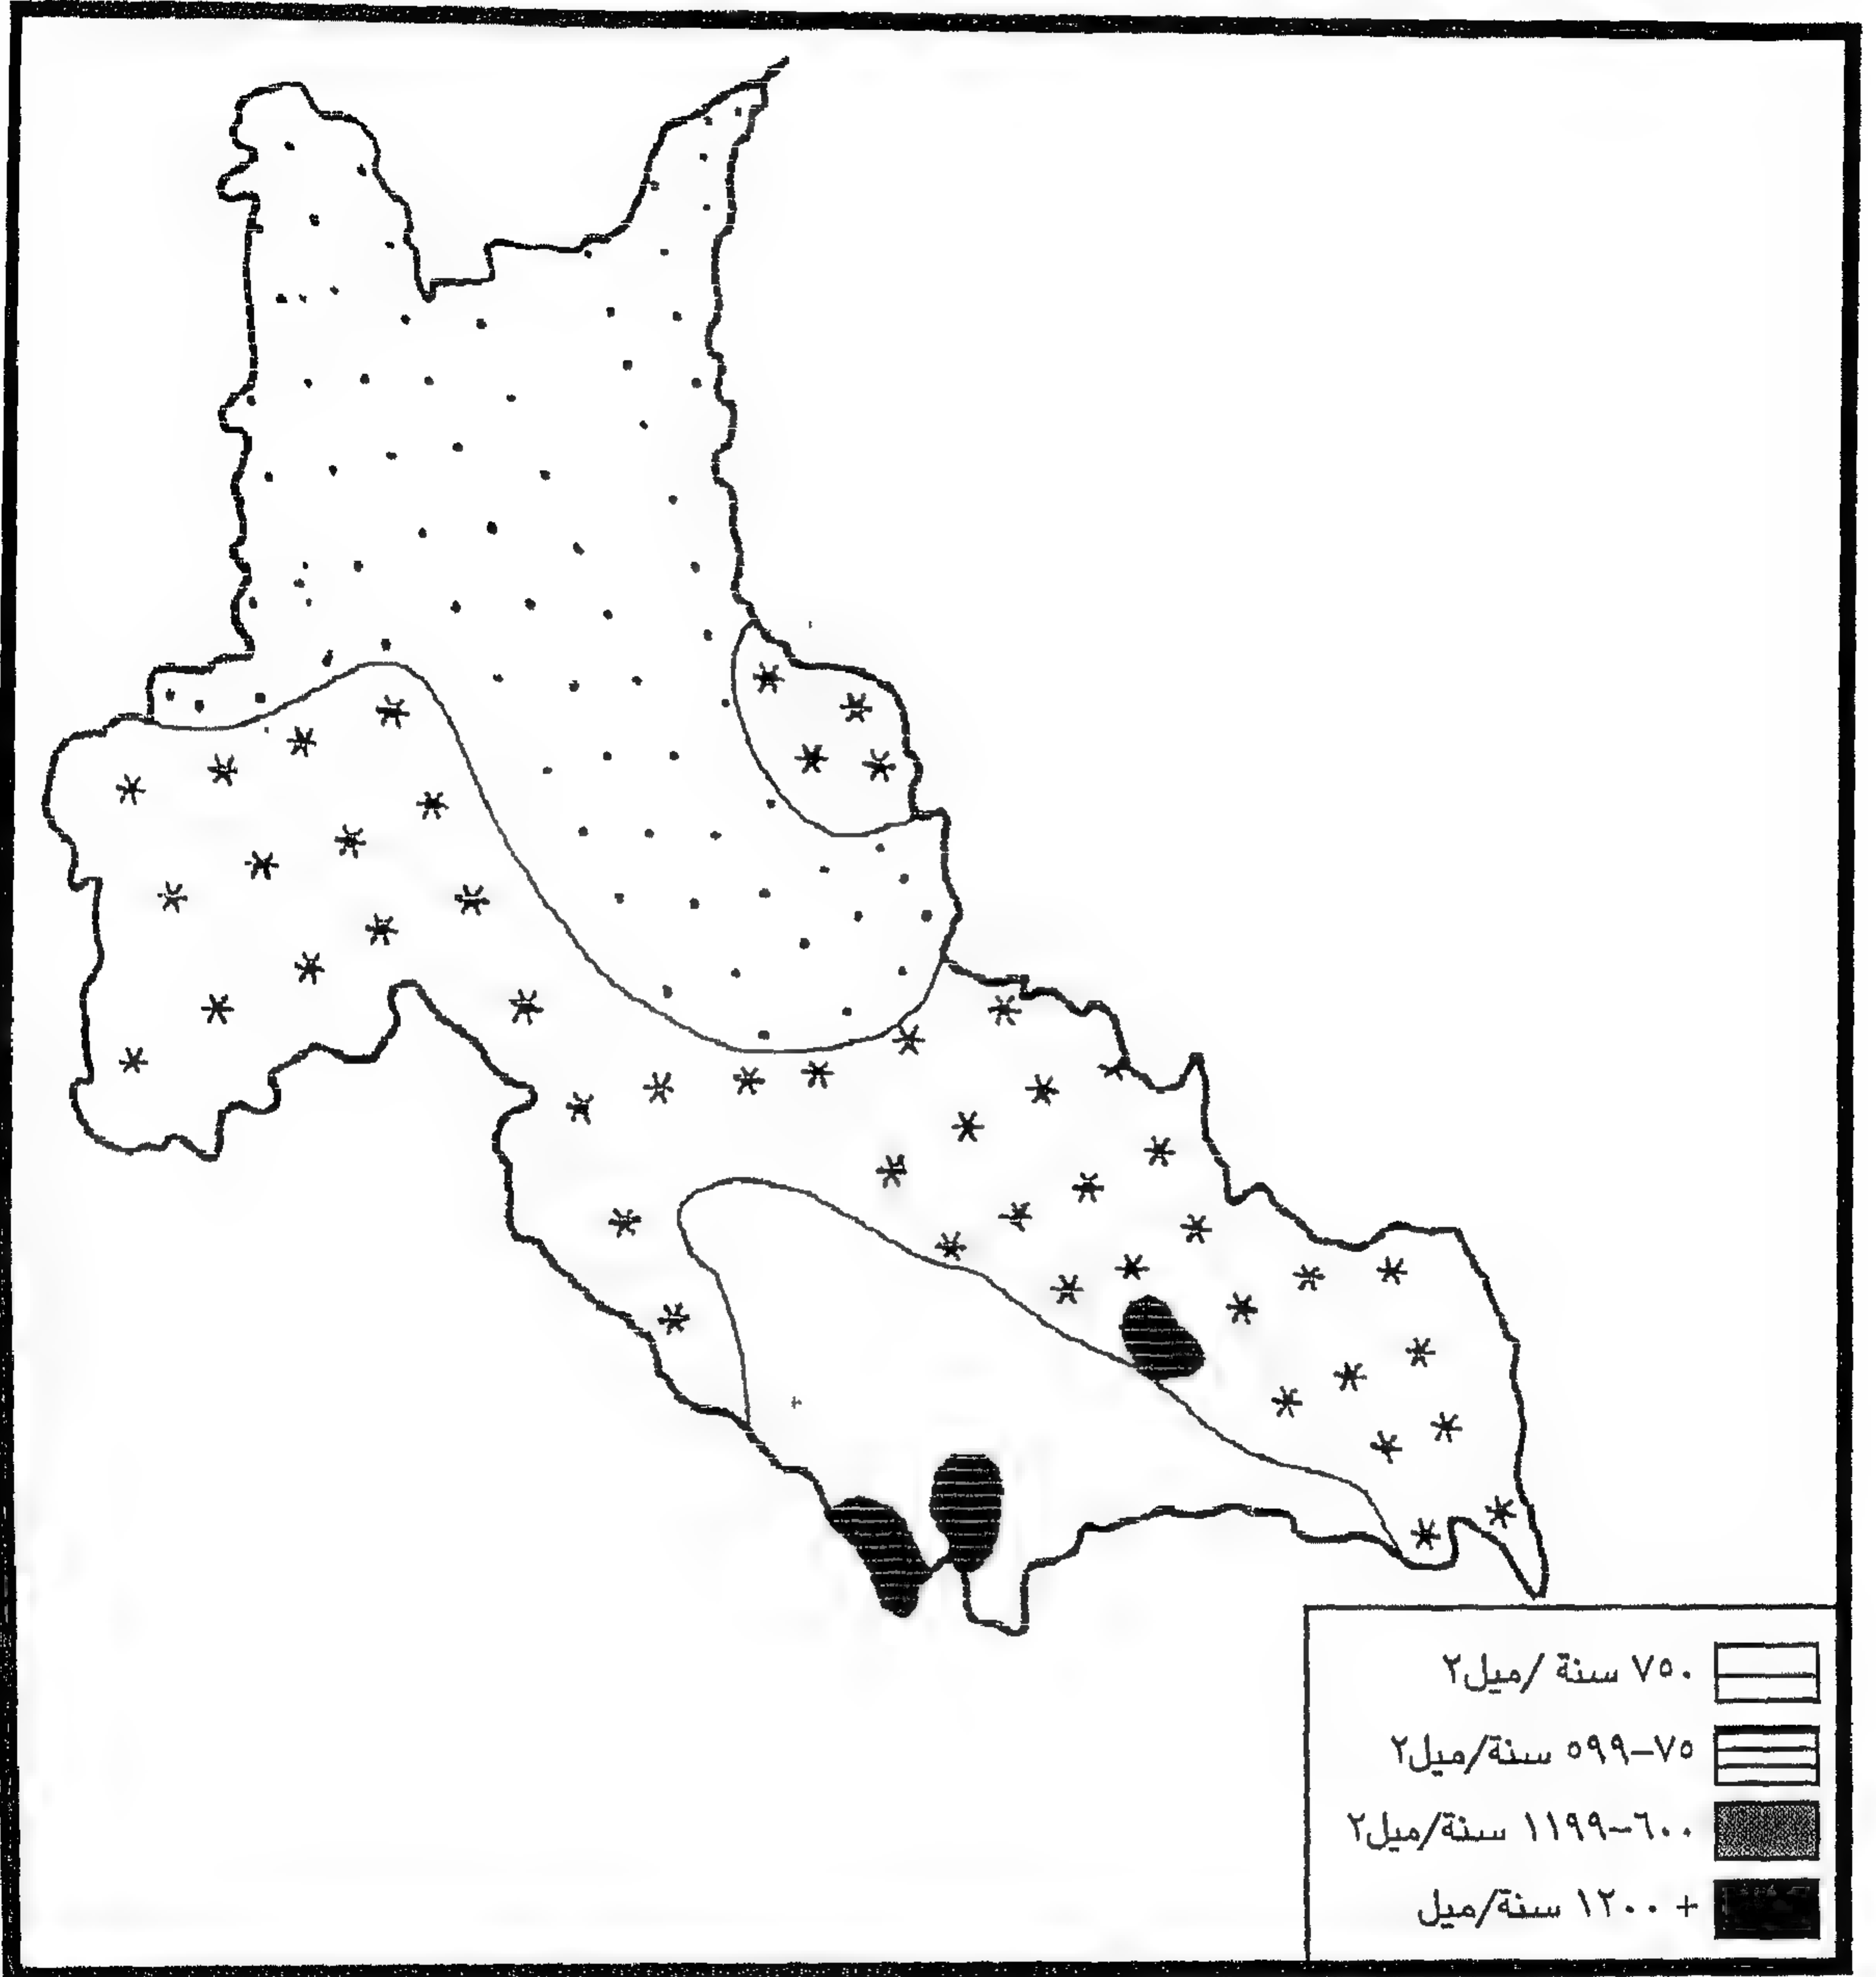 ٧٥٠ سنة /ميل٢
٧٥–٥٩٩ سنة/ميل٢
٦٠٠–١١٩٩ سنة/ميل٢
+ ١٢٠٠ سنة/ميل